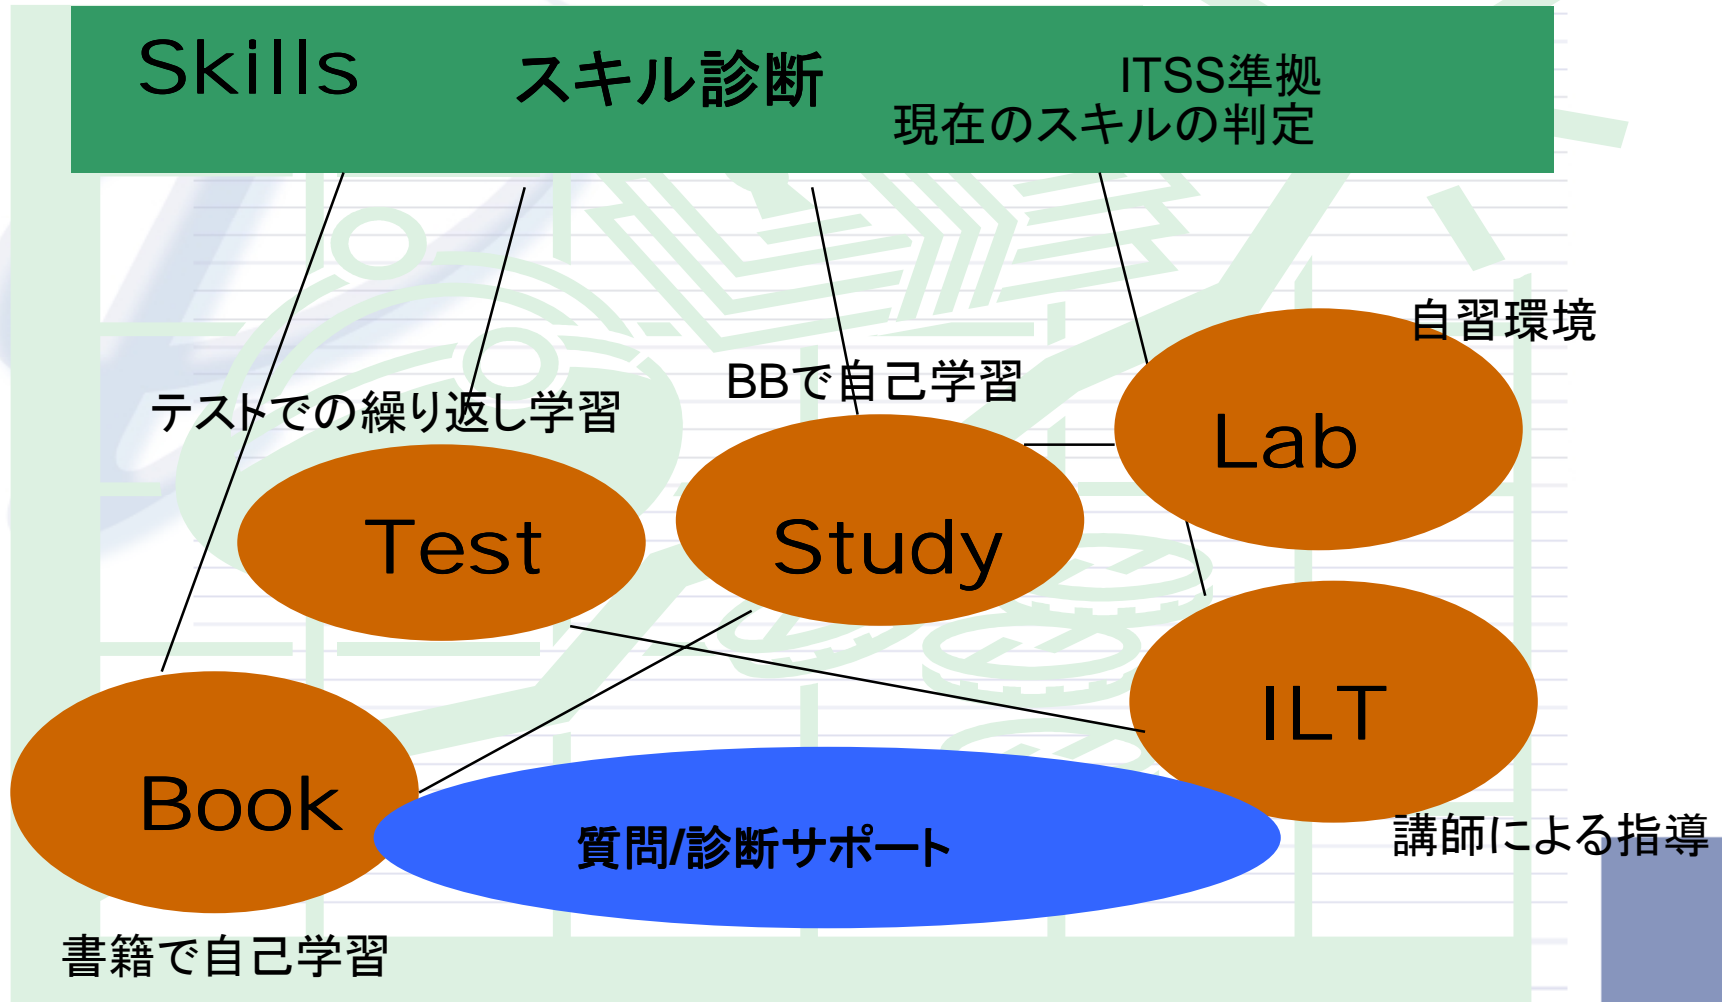 Skills
スキル診断
ITSS準拠
現在のスキルの判定
自習環境
BBで自己学習
テストでの繰り返し学習
Lab
Test
Study
ILT
Book
質問/診断サポート
講師による指導
書籍で自己学習